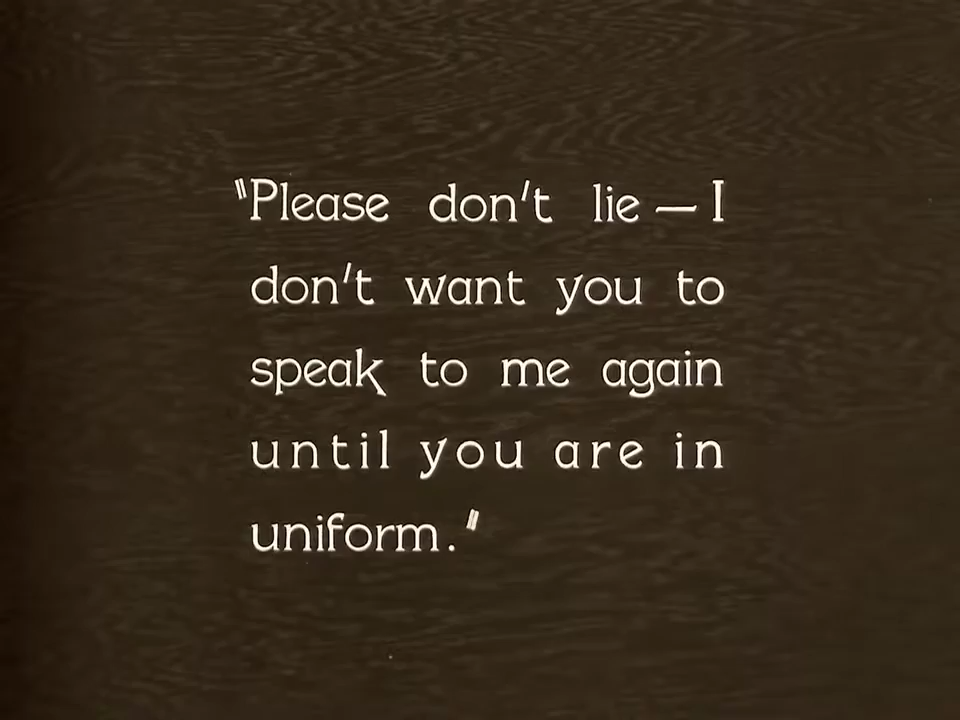 "Please don't lie — I
don't want you to
speak to me again
until you are in
uniform."